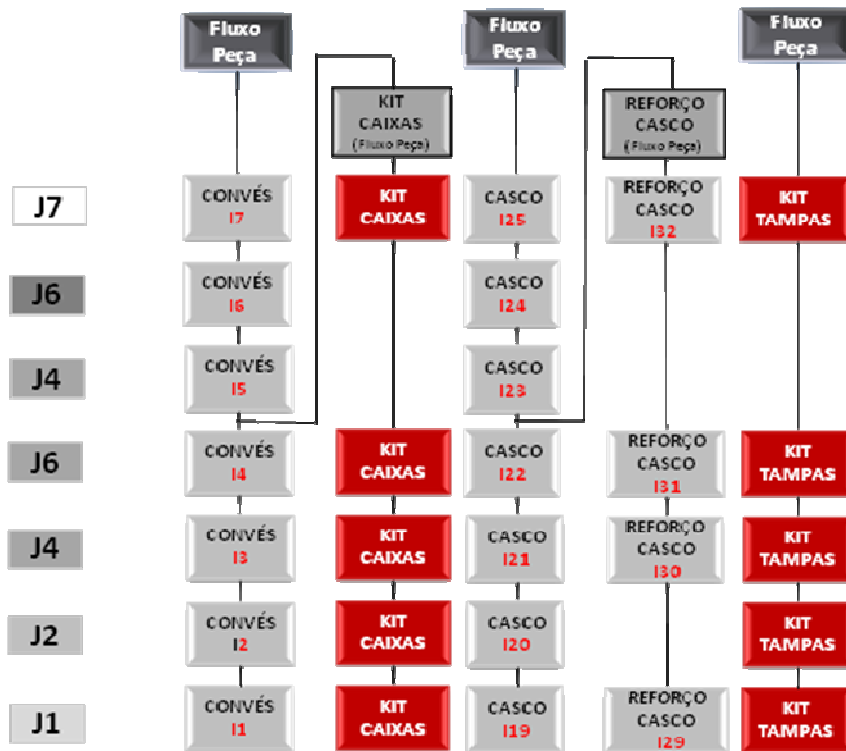 Fluxo
Peça
Fluxo
Peça
Fluxo
Peça
KIT
CAIXAS
(Fluxo Peça)
REFORÇO
CASCO
(Fluxo Peça)
J7
CONVÉS
I7
KIT
CAIXAS
CASCO
I25
REFORÇO
CASCO
I32
KIT
TAMPAS
J6
CONVÉS
I6
CASCO
I24
J4
CONVÉS
I5
CASCO
I23
J6
CONVÉS
I4
KIT
CAIXAS
CASCO
I22
REFORÇO
CASCO
I31
KIT
TAMPAS
J4
CONVÉS
I3
KIT
CAIXAS
CASCO
I21
REFORÇO
CASCO
I30
KIT
TAMPAS
J2
CONVÉS
I2
KIT
CAIXAS
CASCO
I20
KIT
TAMPAS
J1
CONVÉS
I1
KIT
CAIXAS
CASCO
I19
REFORÇO
CASCO
I29
KIT
TAMPAS